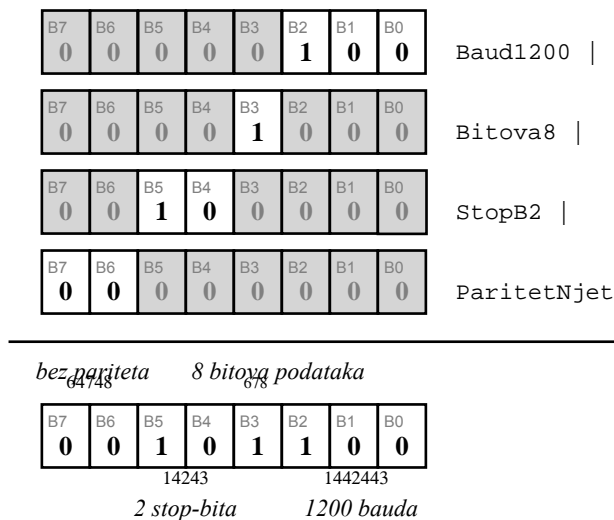 B7 B6 B5 B4 B3 B2 B1 B0
0 0 0 0 0 1 0 0 Baud1200 |
B7 B6 B5 B4 B3 B2 B1 B0
0 0 0 0 1 0 0 0 Bitova8 |
B7 B6 B5 B4 B3 B2 B1 B0
0 0 1 0 0 0 0 0 StopB2 |
B7 B6 B5 B4 B3 B2 B1 B0
0 0 0 0 0 0 0 0 ParitetNjet
bez pariteta 8 bitova podataka
64748 678
B7 B6 B5 B4 B3 B2 B1 B0
0 0 1 0 1 1 0 0
14243 1442443
2 stop-bita 1200 bauda